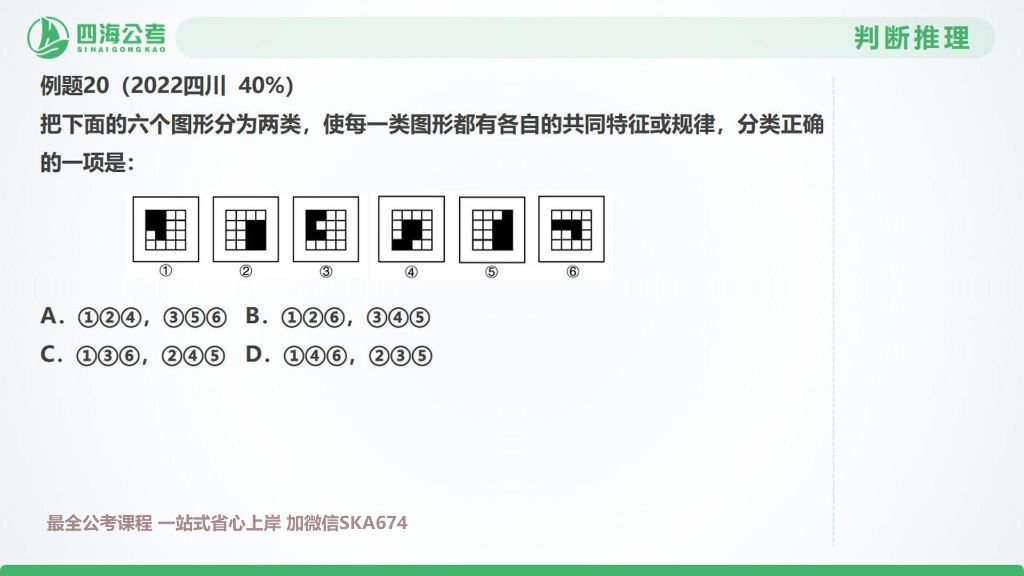 四海公考
SIHAIGONGKAO
判断推理
例题20（2022四川 40%）
把下面的六个图形分为两类，使每一类图形都有各自的共同特征或规律，分类正确
的一项是：
① ② ③ ④ ⑤ ⑥
A．①②④，③⑤⑥ B．①②⑥，③④⑤
C．①③⑥，②④⑤ D．①④⑥，②③⑤
最全公考课程 一站式省心上岸 加微信SKA674